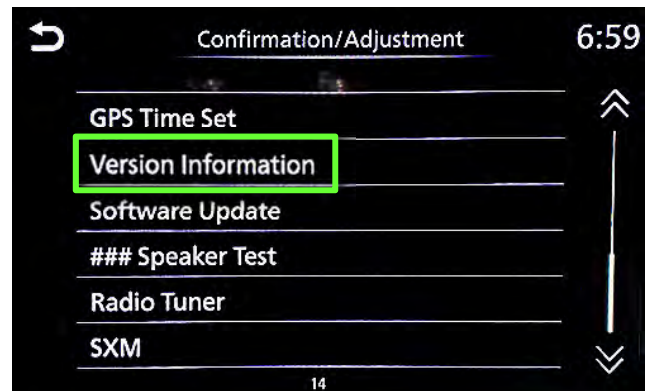 Confirmation/Adjustment 6:59
GPS Time Set
Version Information
Software Update
### Speaker Test
Radio Tuner
SXM
14